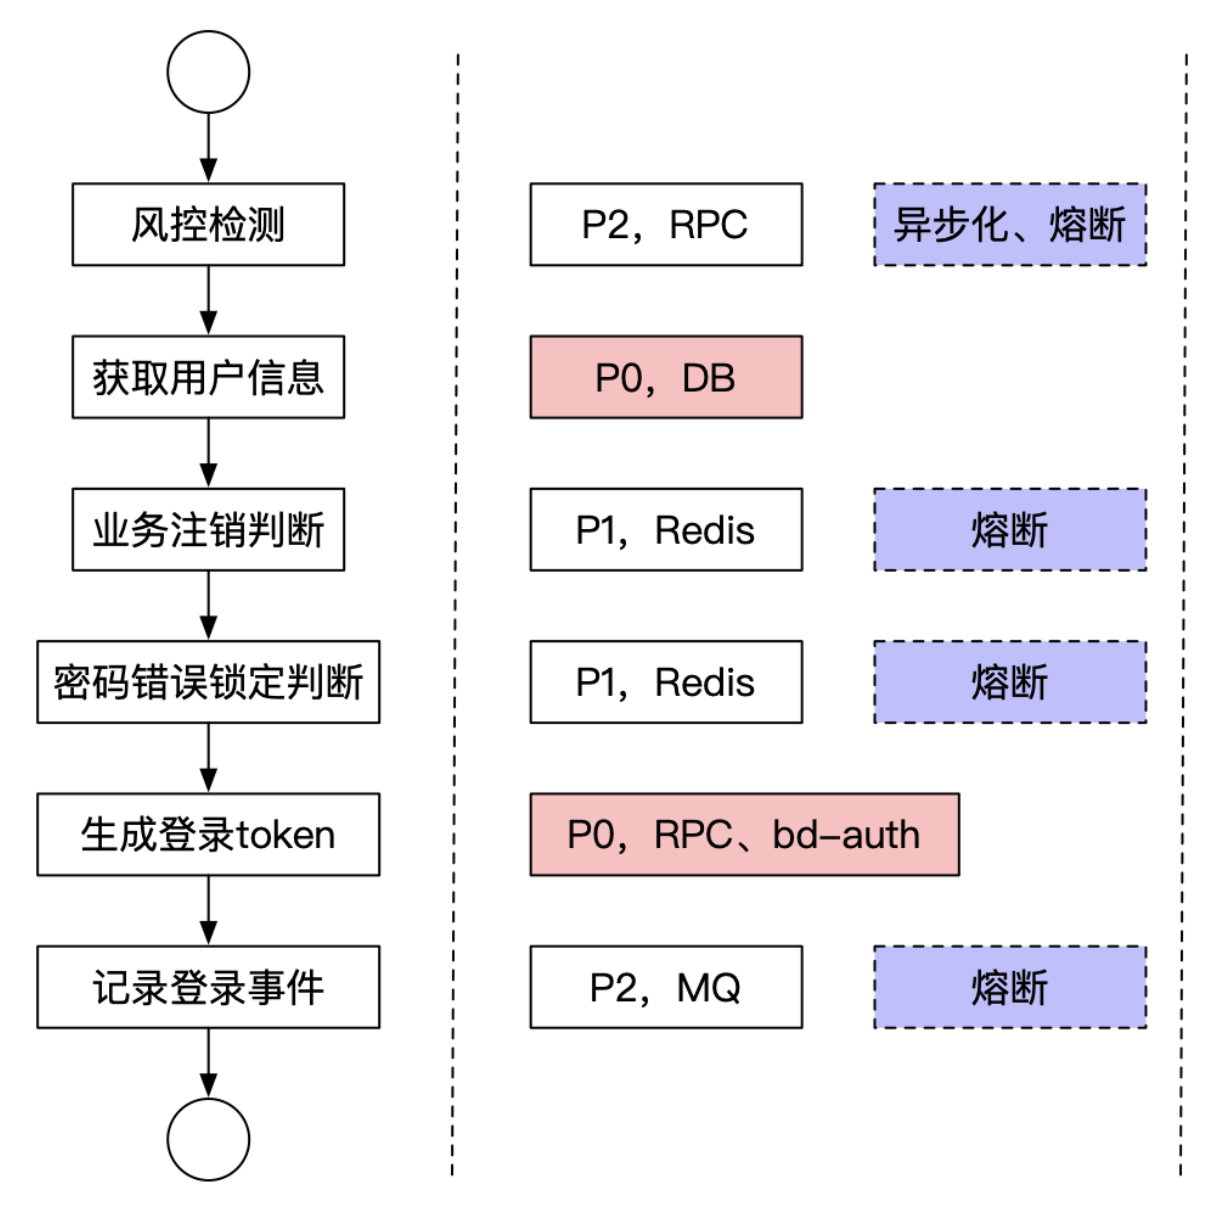 风控检测
P2，RPC
异步化、熔断
获取用户信息
P0，DB
业务注销判断
P1，Redis
熔断
密码错误锁定判断
P1，Redis
熔断
生成登录token
P0，RPC、bd-auth
记录登录事件
P2，MQ
熔断